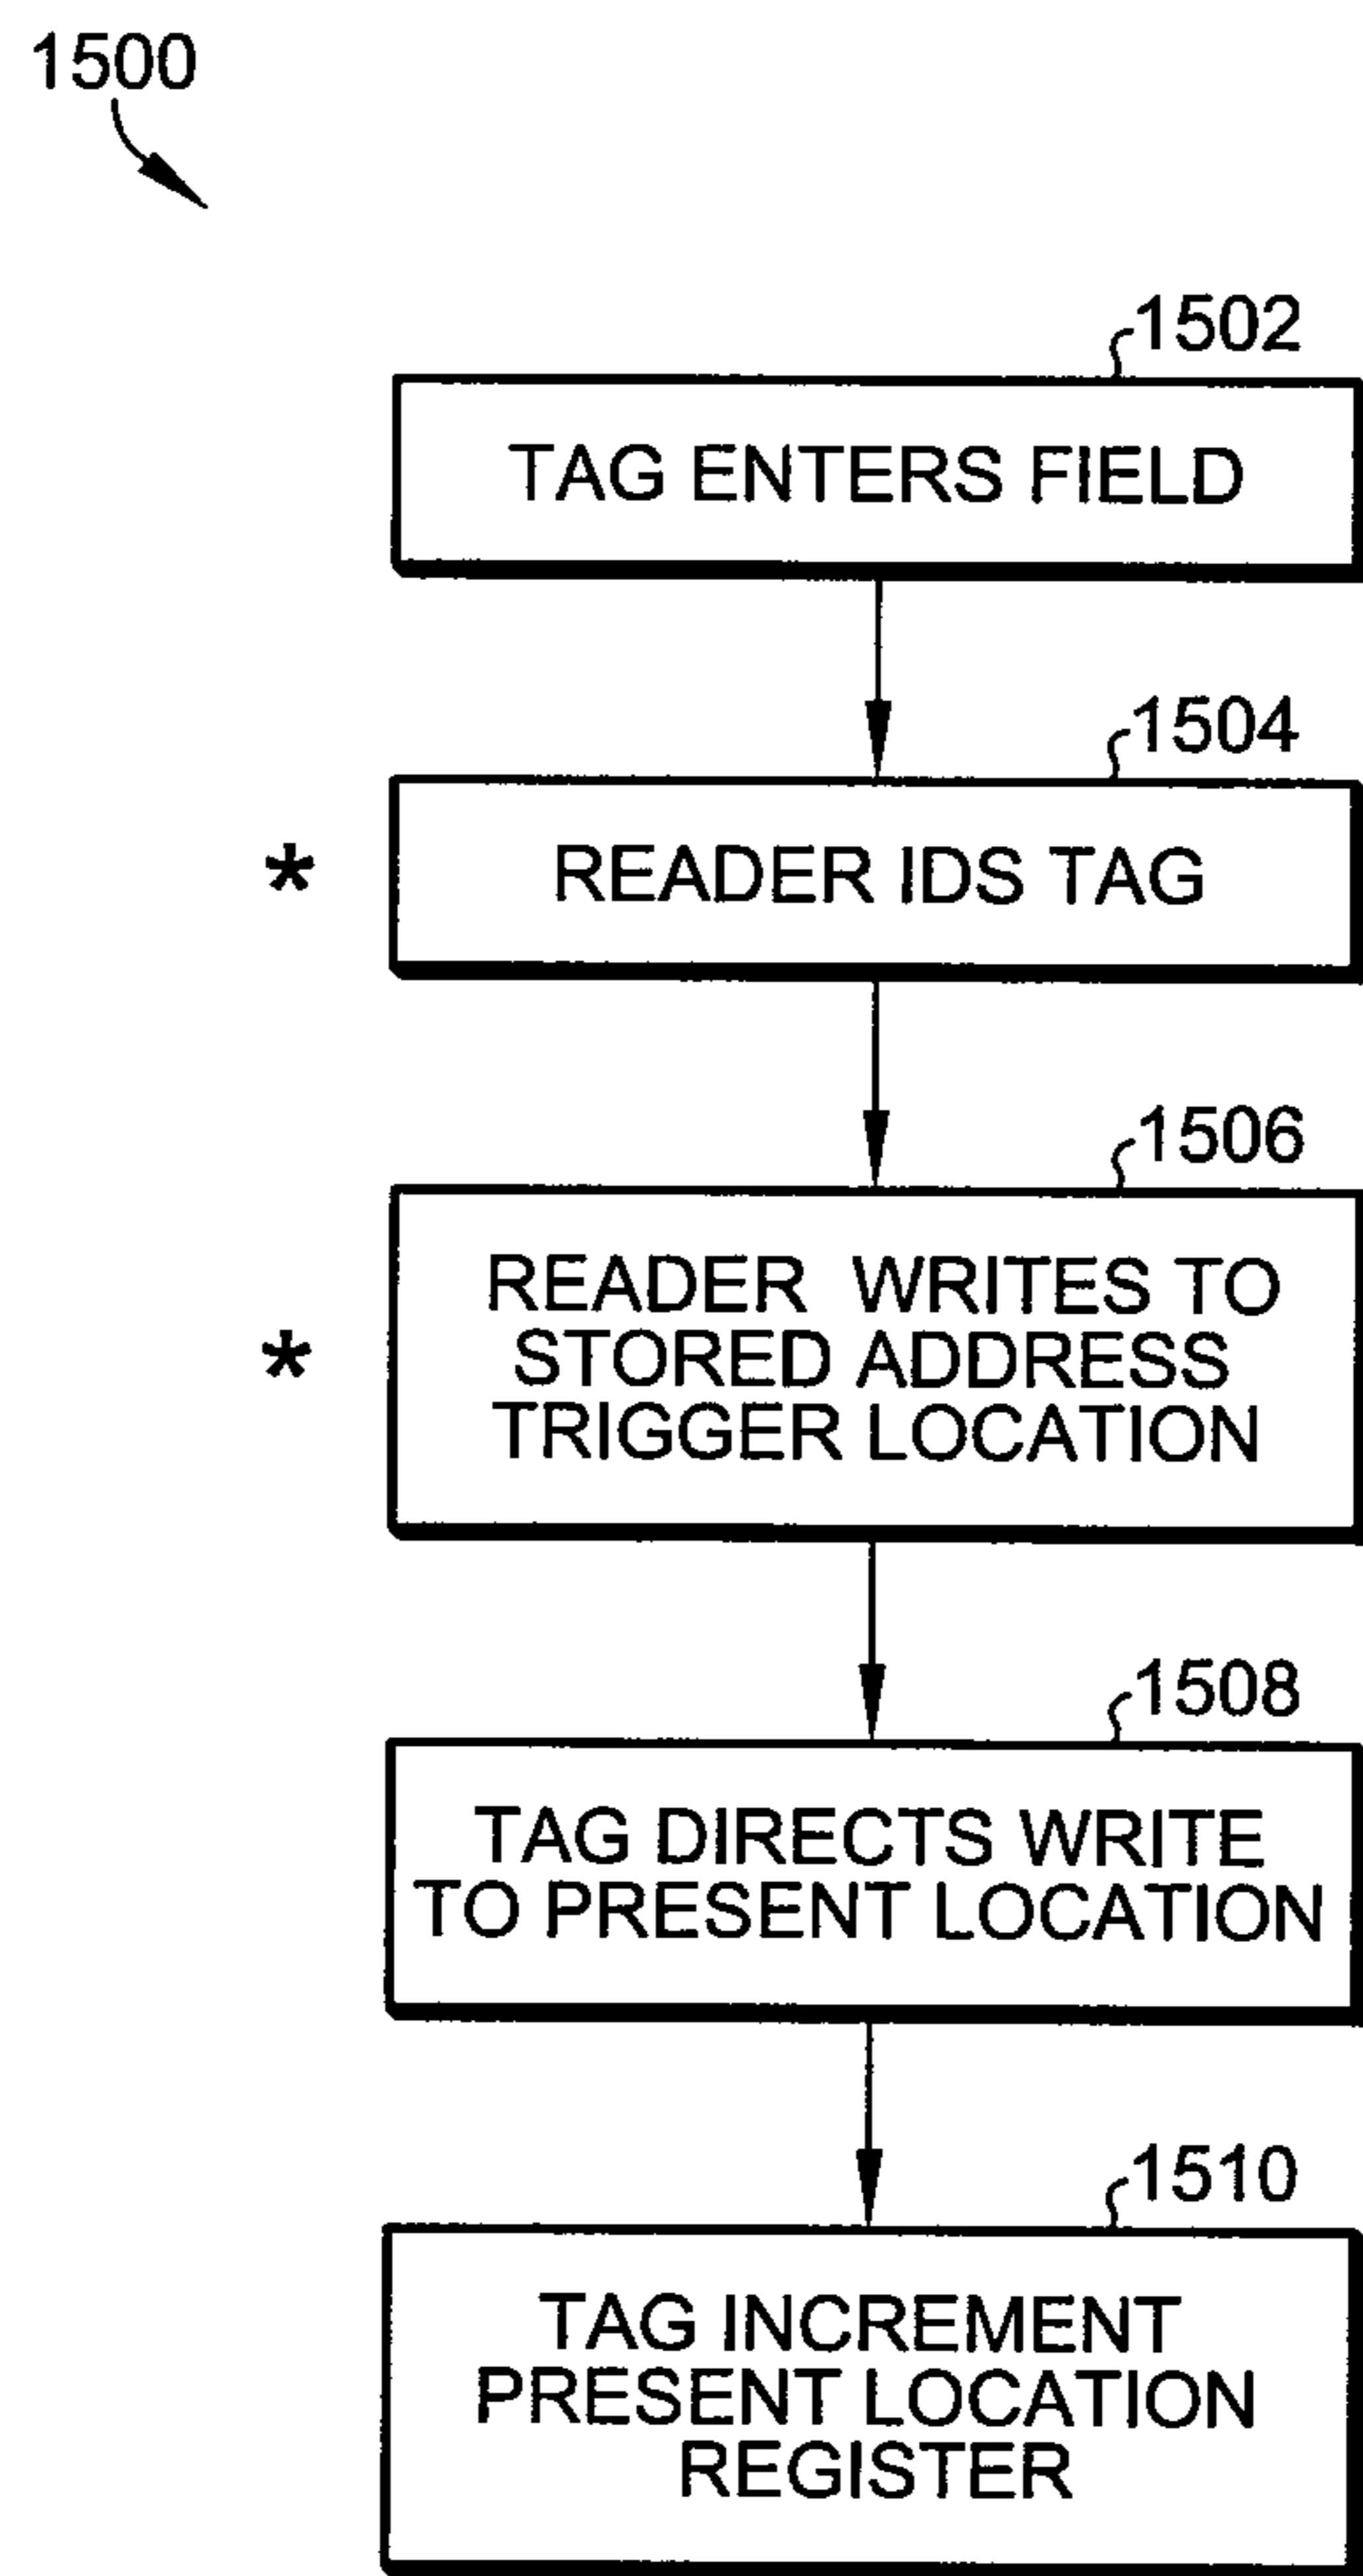 1500
1502
TAG ENTERS FIELD
1504
* READER IDS TAG
1506
READER WRITES TO
* STORED ADDRESS
TRIGGER LOCATION
1508
TAG DIRECTS WRITE
TO PRESENT LOCATION
1510
TAG INCREMENT
PRESENT LOCATION
REGISTER